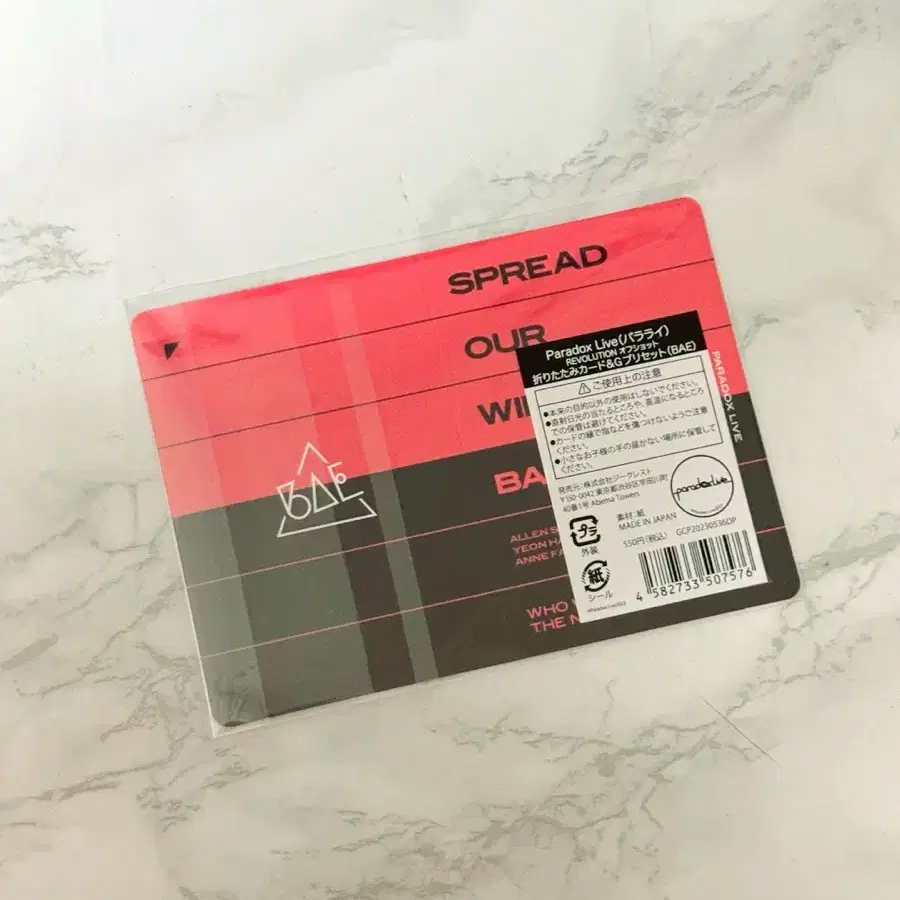 SPREAD
OUR
WI
BA
ALLEN S
YEON HA
ANNE FA
WHO W
THE N
BAE
PARADOX LIVE
Paradox Live(パラライ)
REVOLUTION オフショット
折りたたみカード&Gプリセット(BAE)
⚠ご使用上の注意
●本来の目的以外の使用はしないでください。
●直射日光の当たるところや、高温になるところ
での保管は避けてください。
●カードの縁で指などを傷つけないようご注意
ください。
●小さなお子様の手の届かない場所に保管して
ください。
発売元:株式会社ジークレスト
〒150-0042 東京都渋谷区宇田川町
40番1号 Abema Towers
paradoxlive
プラ
外装
紙
シール
素材:紙
MADE IN JAPAN
550円(税込) GCP20230536DP
4 582733 507576